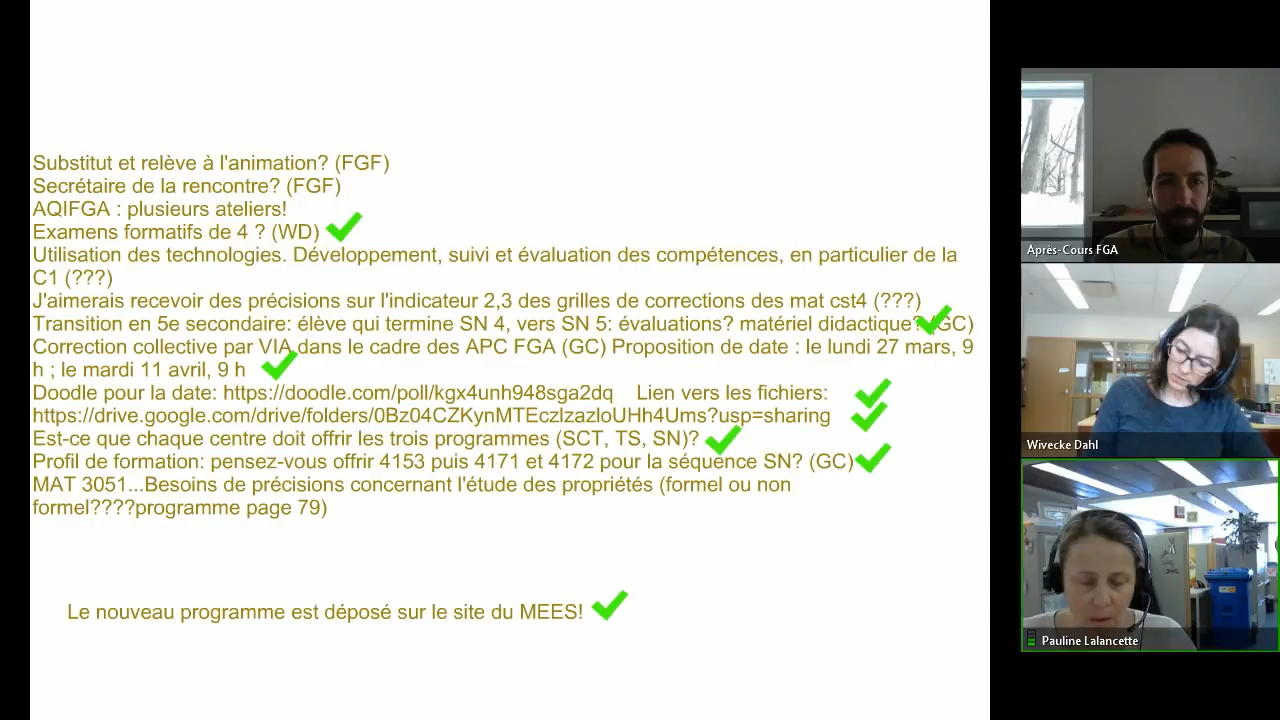 Substitut et relève à l'animation? (FGF)
Secrétaire de la rencontre? (FGF)
AQIFGA : plusieurs ateliers!
Examens formatifs de 4 ? (WD)
Utilisation des technologies. Développement, suivi et évaluation des compétences, en particulier de la
C1 (???)
J'aimerais recevoir des précisions sur l'indicateur 2,3 des grilles de corrections des mat cst4 (???)
Transition en 5e secondaire: élève qui termine SN 4, vers SN 5: évaluations? matériel didactique? (GC)
Correction collective par VIA dans le cadre des APC FGA (GC) Proposition de date : le lundi 27 mars, 9
h ; le mardi 11 avril, 9 h
Doodle pour la date: https://doodle.com/poll/kgx4unh948sga2dq Lien vers les fichiers:
https://drive.google.com/drive/folders/0Bz04CZKynMTEczIzazloUHh4Ums?usp=sharing
Est-ce que chaque centre doit offrir les trois programmes (SCT, TS, SN)?
Profil de formation: pensez-vous offrir 4153 puis 4171 et 4172 pour la séquence SN? (GC)
MAT 3051...Besoins de précisions concernant l'étude des propriétés (formel ou non
formel????programme page 79)
Le nouveau programme est déposé sur le site du MEES!
Après-Cours FGA
Wivecke Dahl
Pauline Lalancette